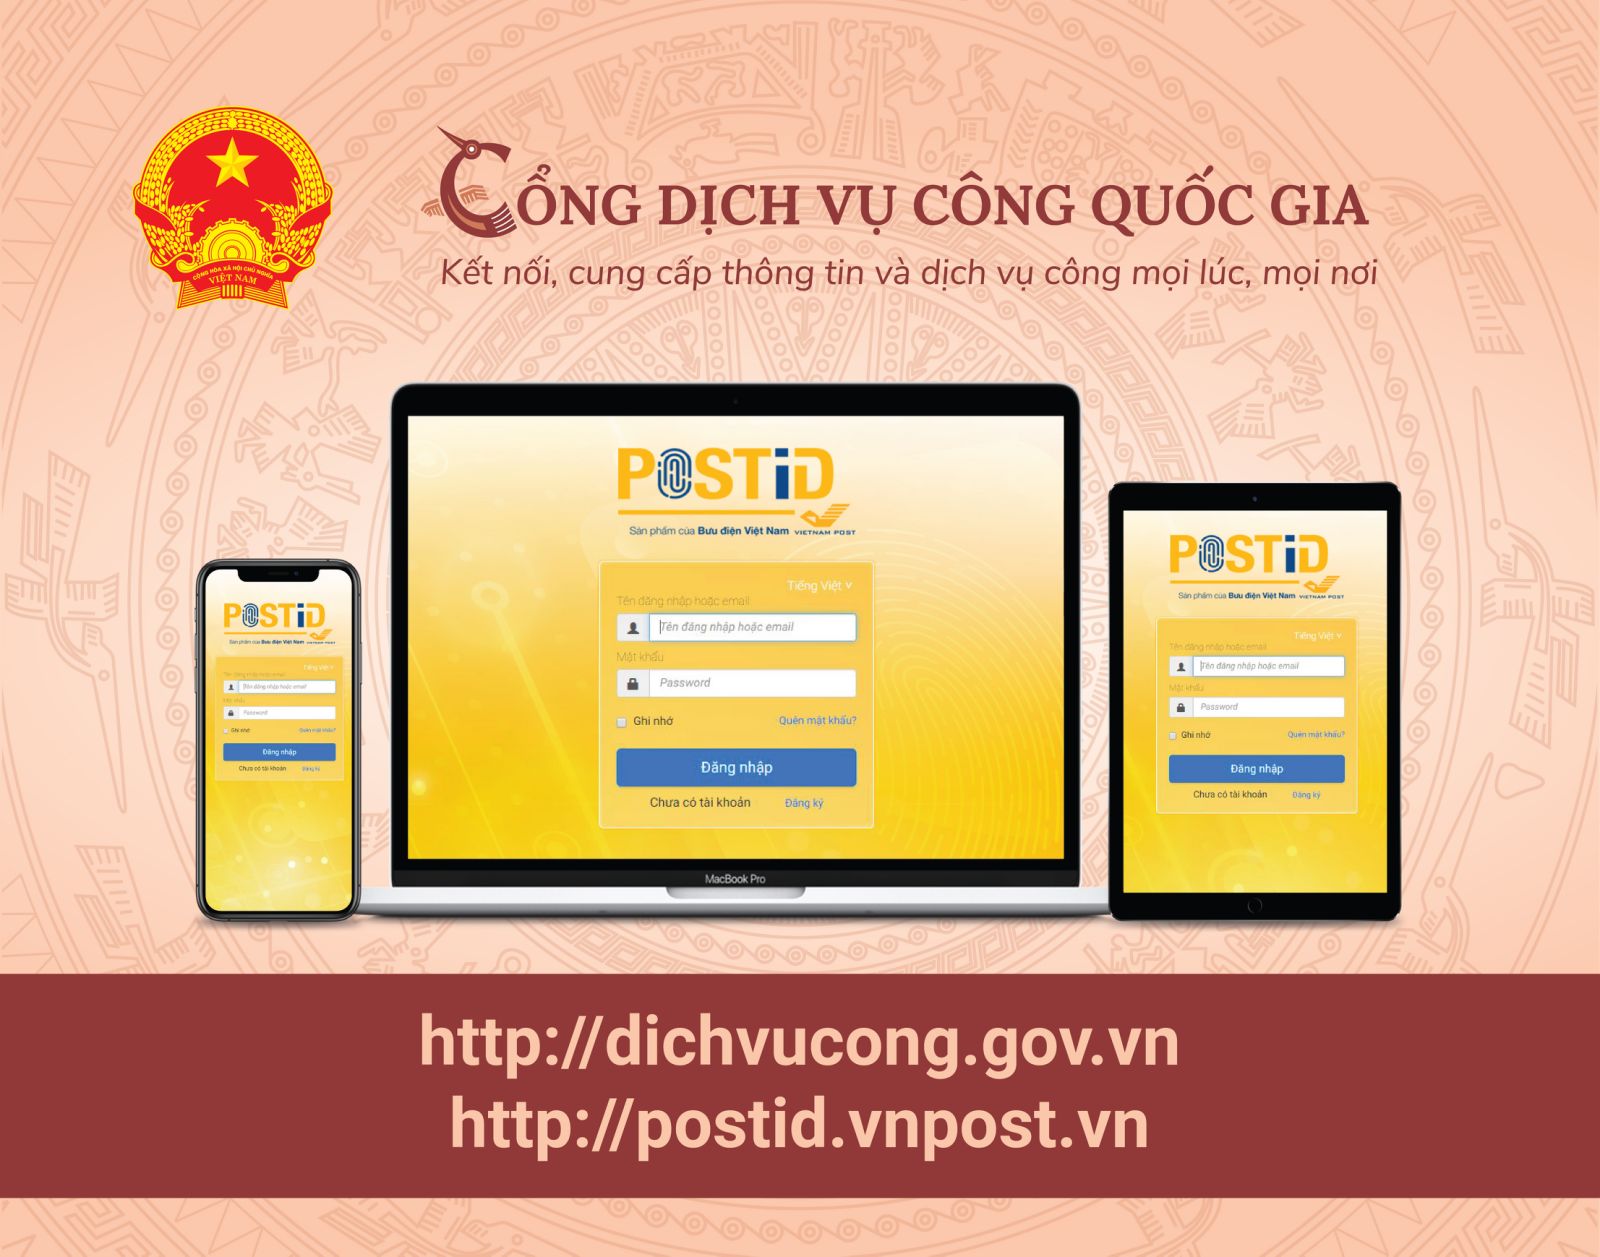 CỘNG HÒA XÃ HỘI CHỦ NGHĨA
VIỆT NAM
CỔNG DỊCH VỤ CÔNG QUỐC GIA
Kết nối, cung cấp thông tin và dịch vụ công mọi lúc, mọi nơi
POSTiD
Sản phẩm của Bưu điện Việt Nam VIETNAM POST
Tiếng Việt
Tên đăng nhập hoặc email
Tên đăng nhập hoặc email
Mật khẩu
Password
Ghi nhớ Quên mật khẩu?
Đăng nhập
Chưa có tài khoản Đăng ký
POSTiD
Sản phẩm của Bưu điện Việt Nam VIETNAM POST
Tiếng Việt
Tên đăng nhập hoặc email
Tên đăng nhập hoặc email
Mật khẩu
Password
Ghi nhớ Quên mật khẩu?
Đăng nhập
Chưa có tài khoản Đăng ký
MacBook Pro
POSTiD
Sản phẩm của Bưu điện Việt Nam VIETNAM POST
Tiếng Việt
Tên đăng nhập hoặc email
Tên đăng nhập hoặc email
Mật khẩu
Password
Ghi nhớ Quên mật khẩu?
Đăng nhập
Chưa có tài khoản Đăng ký
http://dichvucong.gov.vn
http://postid.vnpost.vn